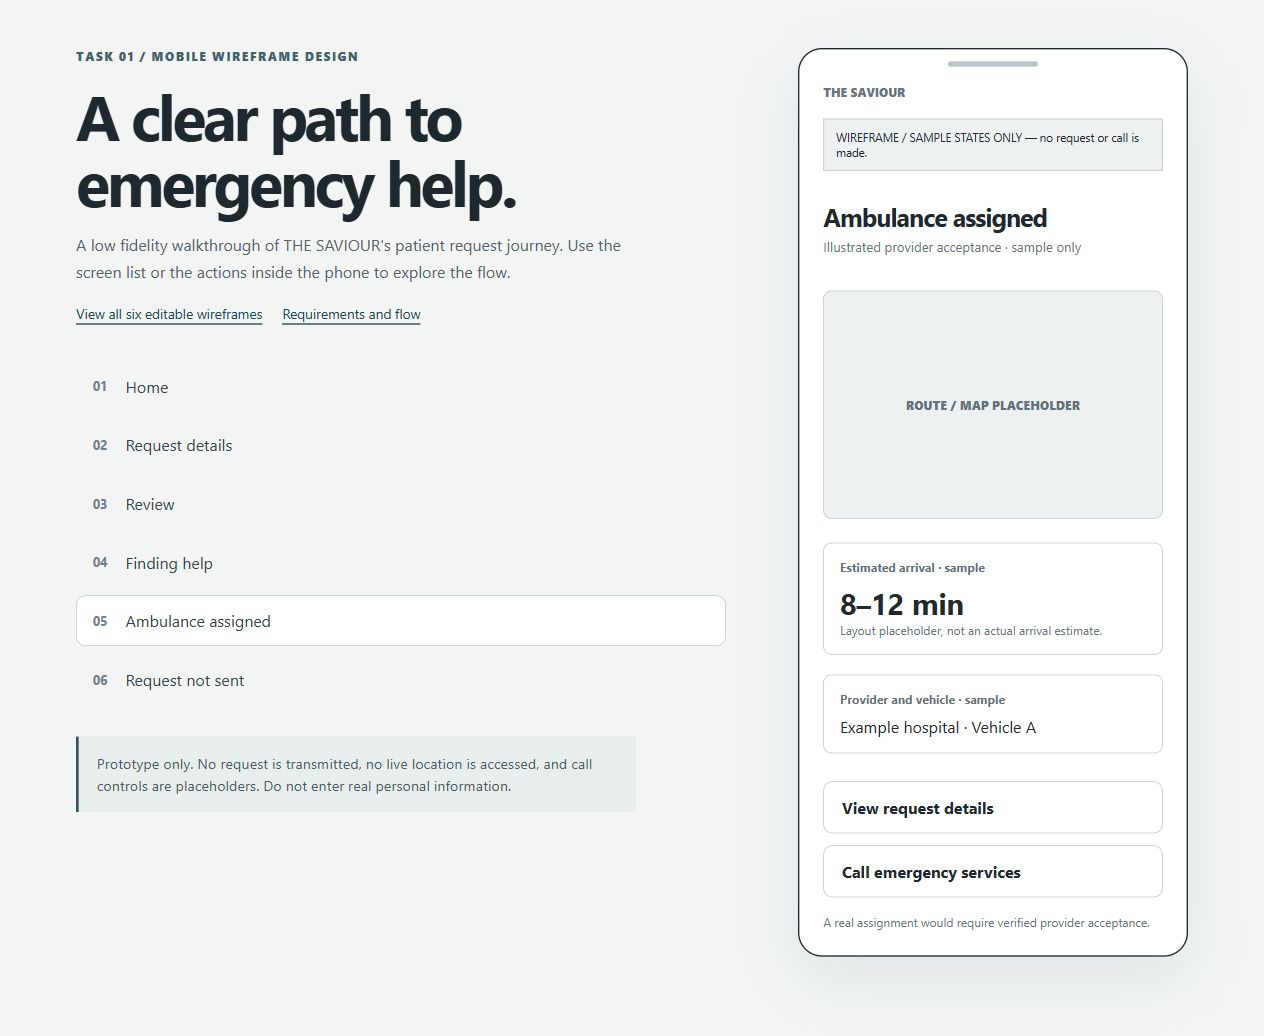 TASK 01 / MOBILE WIREFRAME DESIGN
A clear path to
emergency help.
A low fidelity walkthrough of THE SAVIOUR's patient request journey. Use the
screen list or the actions inside the phone to explore the flow.
View all six editable wireframes
Requirements and flow
01 Home
02 Request details
03 Review
04 Finding help
05 Ambulance assigned
06 Request not sent
Prototype only. No request is transmitted, no live location is accessed, and call
controls are placeholders. Do not enter real personal information.
THE SAVIOUR
WIREFRAME / SAMPLE STATES ONLY — no request or call is
made.
Ambulance assigned
Illustrated provider acceptance · sample only
ROUTE / MAP PLACEHOLDER
Estimated arrival · sample
8–12 min
Layout placeholder, not an actual arrival estimate.
Provider and vehicle · sample
Example hospital · Vehicle A
View request details
Call emergency services
A real assignment would require verified provider acceptance.